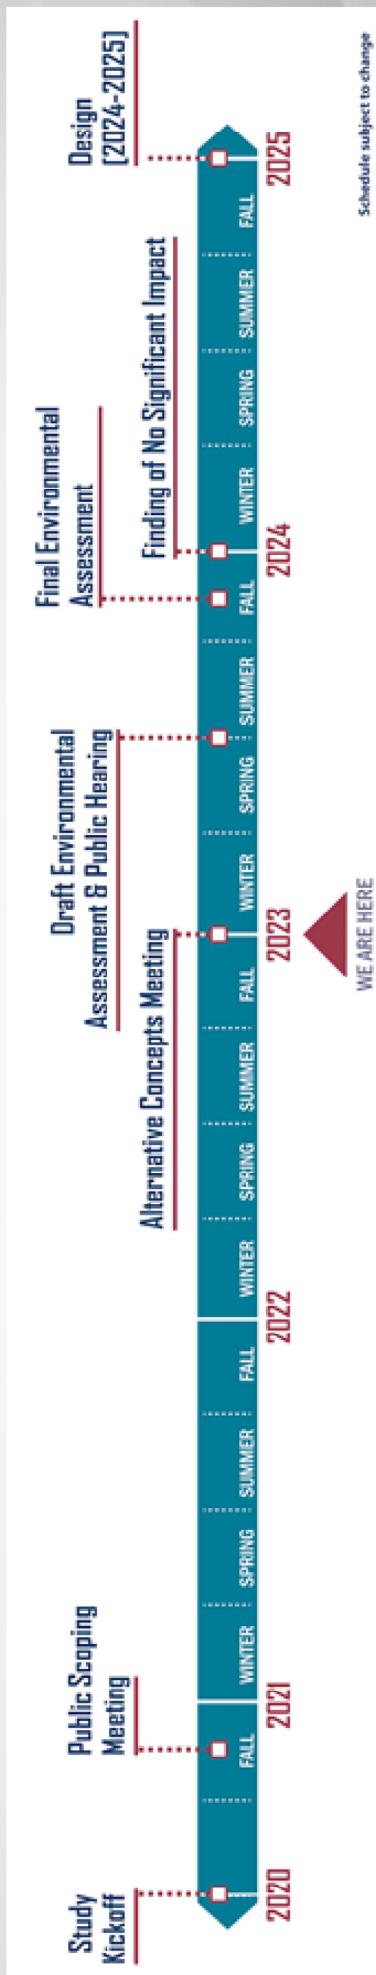 Study
Kickoff
Public Scoping
Meeting
Alternative Concepts Meeting
Draft Environmental
Assessment & Public Hearing
Final Environmental
Assessment
Finding of No Significant Impact
Design
(2024-2025)
FALL
WINTER
SPRING
SUMMER
FALL
WINTER
SPRING
SUMMER
FALL
WINTER
SPRING
SUMMER
FALL
WINTER
SPRING
SUMMER
FALL
2020
2021
2022
2023
2024
2025
WE ARE HERE
Schedule subject to change